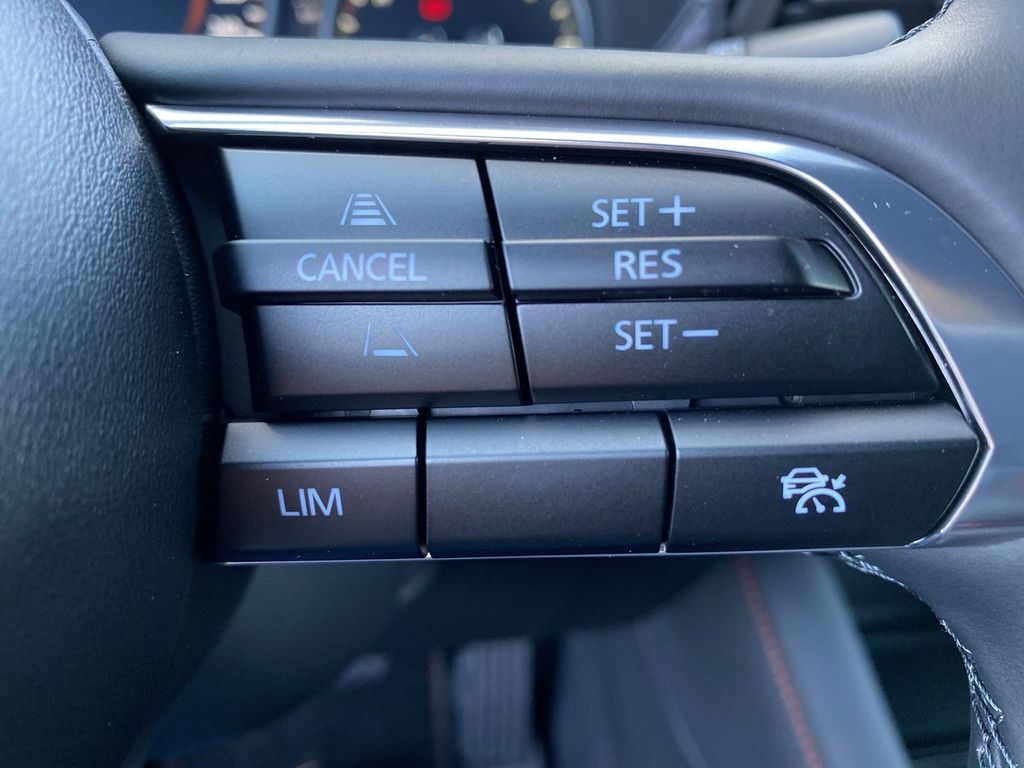 SET+
CANCEL
RES
SET-
LIM